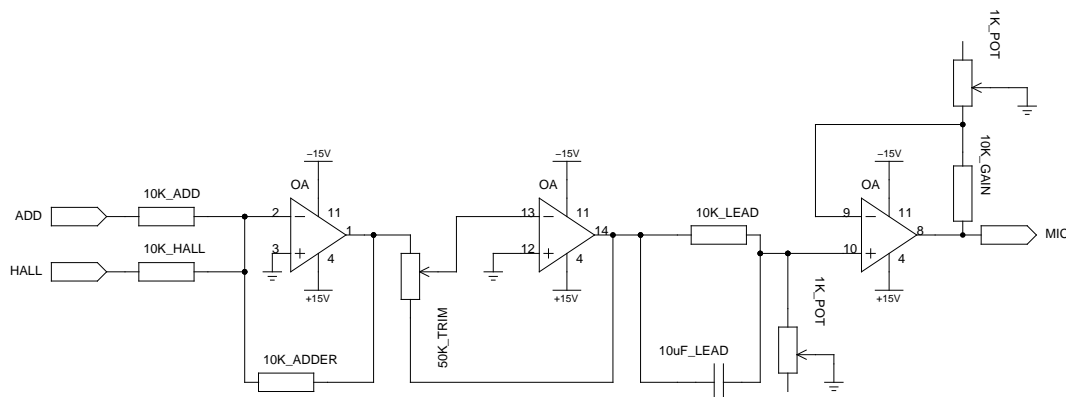 1K_POT
10K_GAIN
−15V
−15V
−15V
OA
OA
OA
10K_ADD
ADD
2
11
1
13
11
14
10K_LEAD
9
11
8
MIC
10K_HALL
HALL
3
4
12
4
10
4
+15V
+15V
+15V
50K_TRIM
1K_POT
10K_ADDER
10uF_LEAD